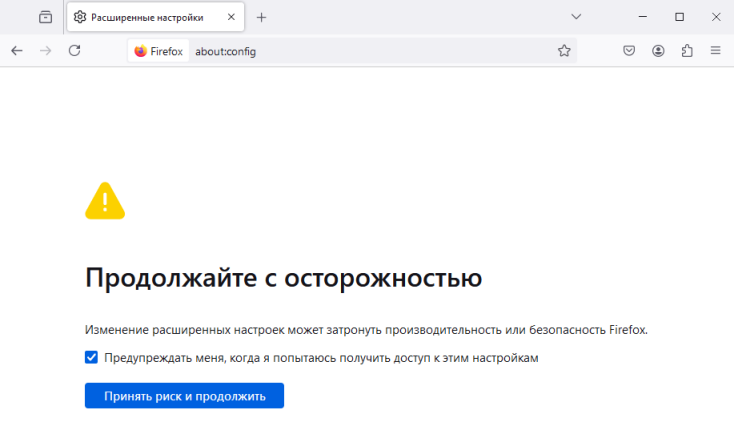 Расширенные настройки
Firefox about:config
Продолжайте с осторожностью
Изменение расширенных настроек может затронуть производительность или безопасность Firefox.
Предупреждать меня, когда я попытаюсь получить доступ к этим настройкам
Принять риск и продолжить